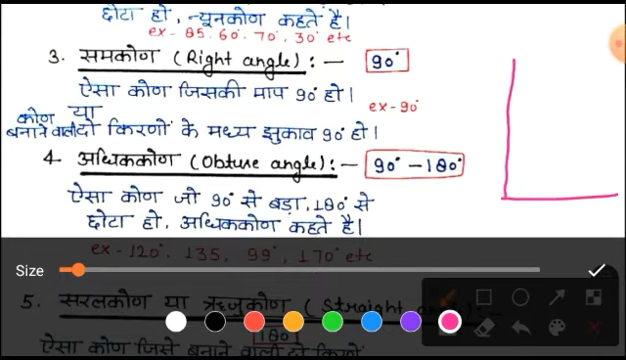 छोटा हो, न्यूनकोण कहते है।
ex- 85, 60°, 70°, 30° etc
3. समकोण (Right angle) : — 90°
ऐसा कोण जिसकी माप 90° हो।
ex-90°
कोण या
बनाने वाली दो किरणों के मध्य झुकाव 90° हो।
4 अधिककोण (Obture angle): — 90° - 180°
ऐसा कोण जो 90° से बड़ा, 180° से
छोटा हो, अधिककोण कहते है।
ex - 120°, 135, 99°, 170° etc
Size
5. सरलकोण या ऋजुकोण ( Straight
180
ऐसा कोण जिसे बनाने वाली दो किरणों